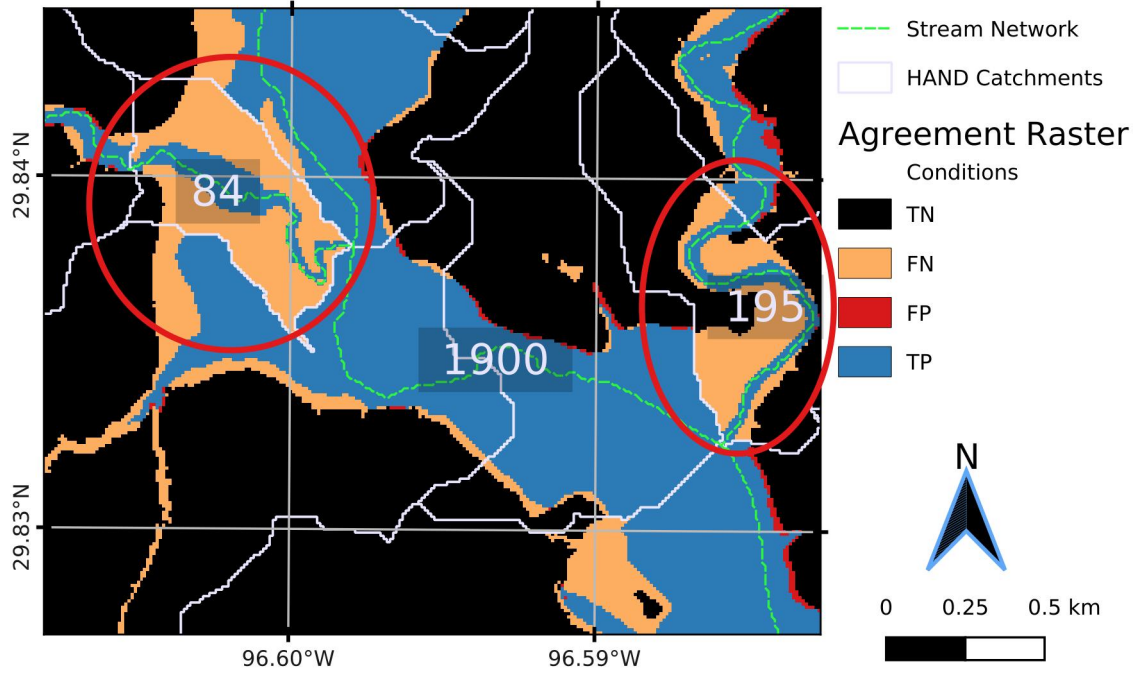 29.84°N
29.83°N
84
1900
195
96.60°W
96.59°W
Stream Network
HAND Catchments
Agreement Raster
Conditions
TN
FN
FP
TP
N
0 0.25 0.5 km